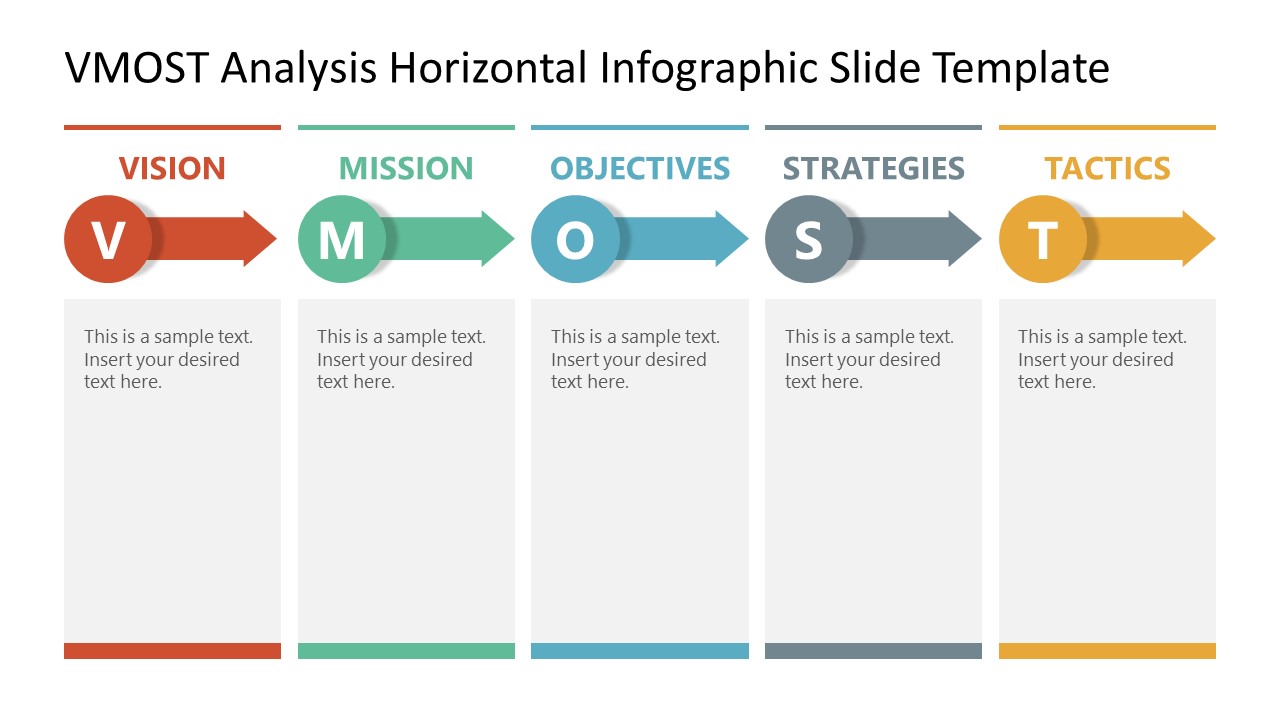 VMOST Analysis Horizontal Infographic Slide Template
VISION
V
This is a sample text.
Insert your desired
text here.
MISSION
M
This is a sample text.
Insert your desired
text here.
OBJECTIVES
O
This is a sample text.
Insert your desired
text here.
STRATEGIES
S
This is a sample text.
Insert your desired
text here.
TACTICS
T
This is a sample text.
Insert your desired
text here.